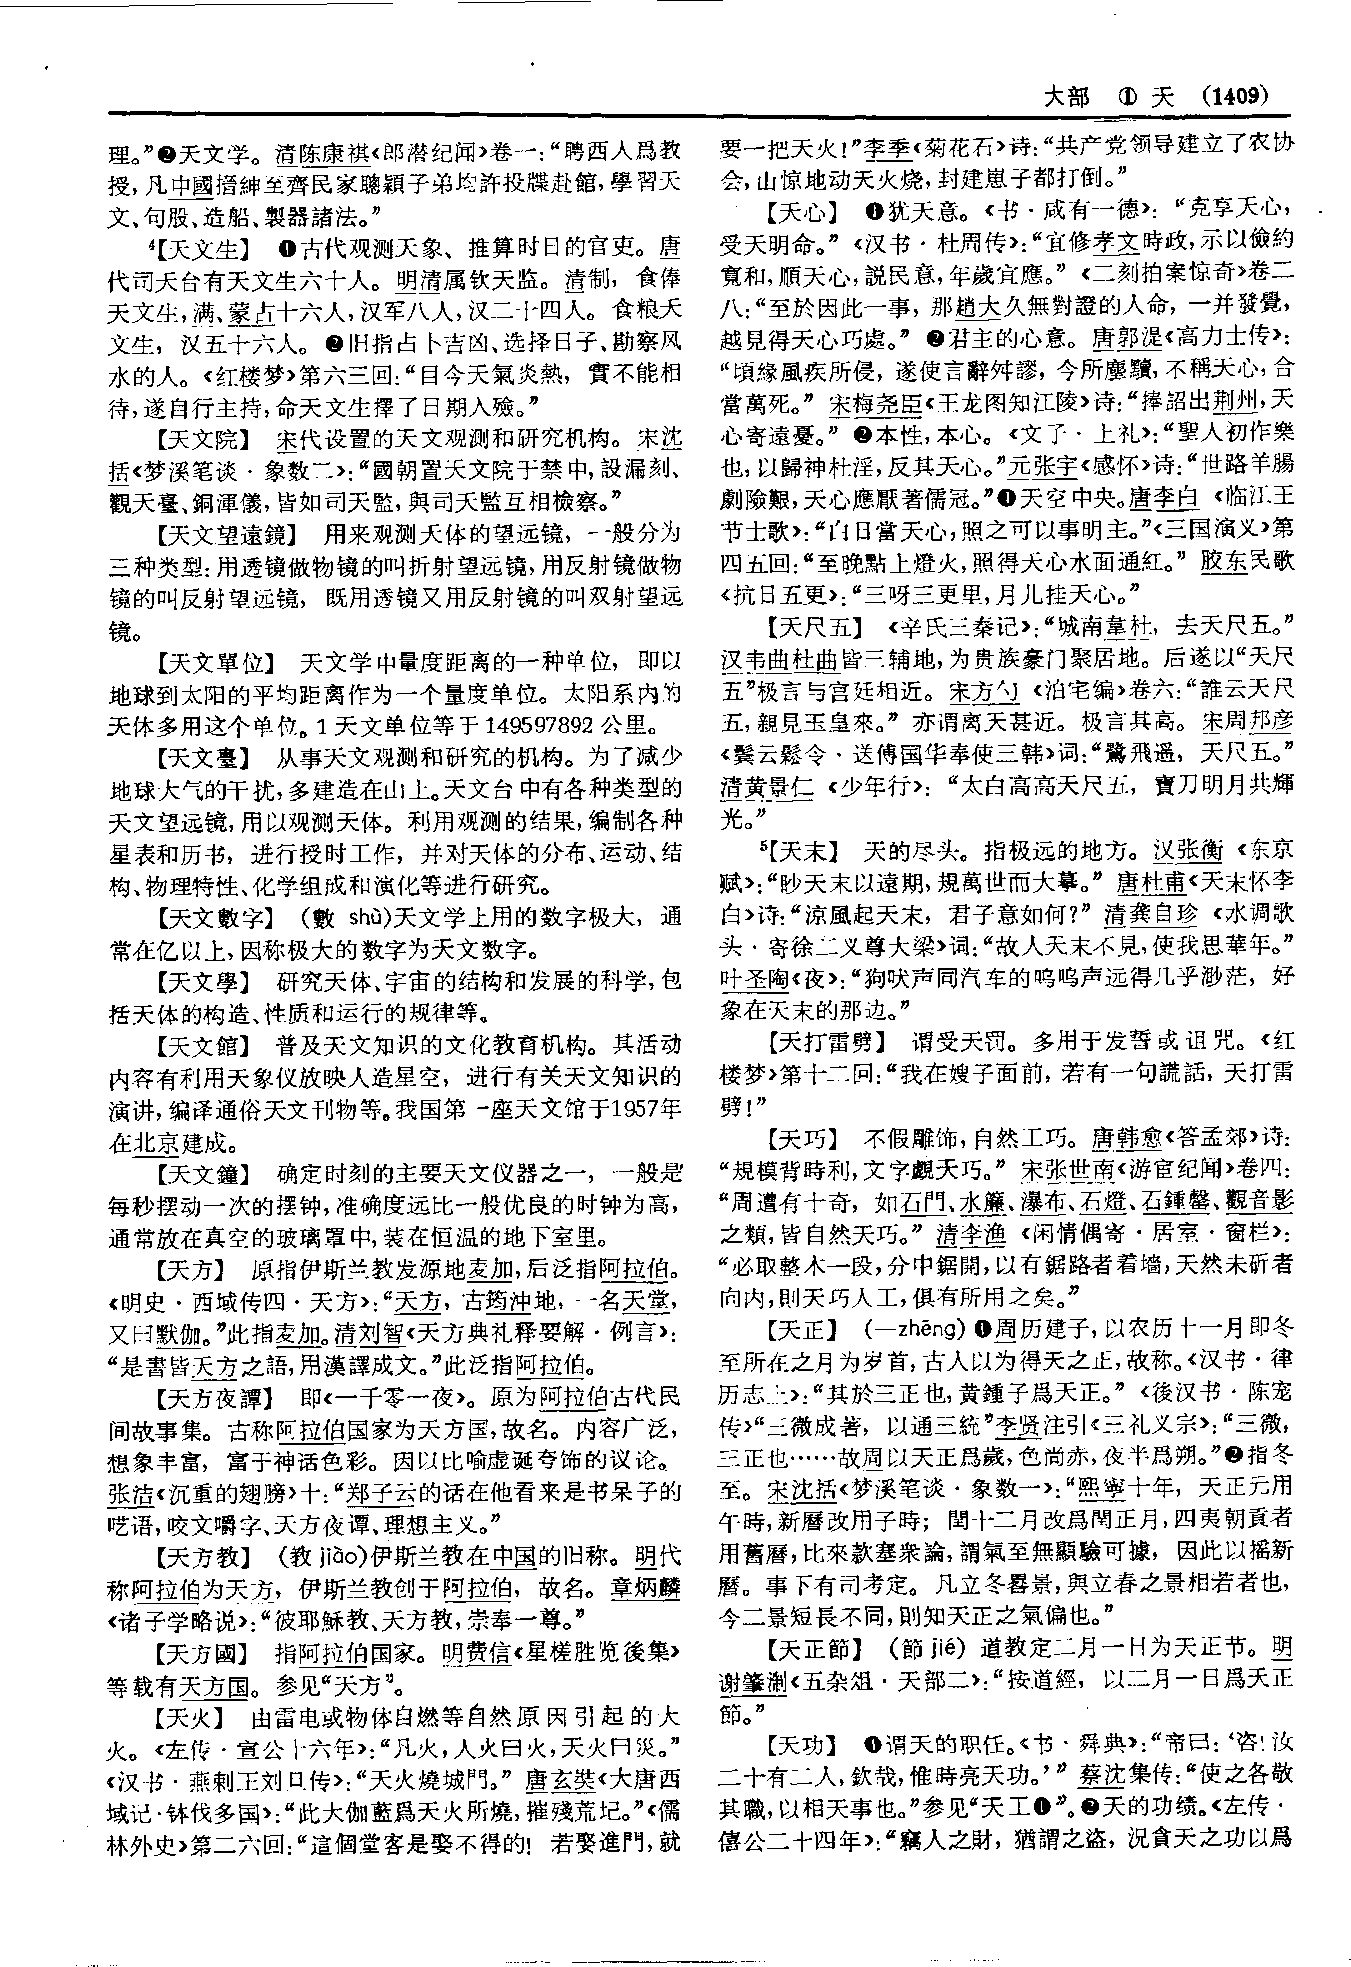 大部 ① 天 (1409)
理。”❷天文学。清陈康祺《郎潜纪闻》卷一：“聘西人爲教
授，凡中國搢紳至齊民家聰穎子弟均許投牒赴館，學習天
文、句股、造船、製器諸法。”
⁴【天文生】 ❶古代观测天象、推算时日的官吏。唐
代司天台有天文生六十人。明清属钦天监。清制，食俸
天文生，满、蒙占十六人，汉军八人，汉二十四人。食粮天
文生，汉五十六人。❷旧指占卜吉凶、选择日子、勘察风
水的人。《红楼梦》第六三回：“目今天氣炎熱，實不能相
待，遂自行主持，命天文生擇了日期入殮。”
【天文院】 宋代设置的天文观测和研究机构。宋沈
括《梦溪笔谈·象数二》：“國朝置天文院于禁中，設漏刻、
觀天臺、銅渾儀，皆如司天監，與司天監互相檢察。”
【天文望遠鏡】 用来观测天体的望远镜，一般分为
三种类型：用透镜做物镜的叫折射望远镜，用反射镜做物
镜的叫反射望远镜，既用透镜又用反射镜的叫双射望远
镜。
【天文單位】 天文学中量度距离的一种单位，即以
地球到太阳的平均距离作为一个量度单位。太阳系内的
天体多用这个单位。1天文单位等于149597892公里。
【天文臺】 从事天文观测和研究的机构。为了减少
地球大气的干扰，多建造在山上。天文台中有各种类型的
天文望远镜，用以观测天体。利用观测的结果，编制各种
星表和历书，进行授时工作，并对天体的分布、运动、结
构、物理特性、化学组成和演化等进行研究。
【天文數字】 （數 shù）天文学上用的数字极大，通
常在亿以上，因称极大的数字为天文数字。
【天文學】 研究天体、宇宙的结构和发展的科学，包
括天体的构造、性质和运行的规律等。
【天文館】 普及天文知识的文化教育机构。其活动
内容有利用天象仪放映人造星空，进行有关天文知识的
演讲，编译通俗天文刊物等。我国第一座天文馆于1957年
在北京建成。
【天文鐘】 确定时刻的主要天文仪器之一，一般是
每秒摆动一次的摆钟，准确度远比一般优良的时钟为高，
通常放在真空的玻璃罩中，装在恒温的地下室里。
【天方】 原指伊斯兰教发源地麦加，后泛指阿拉伯。
《明史·西域传四·天方》：“天方，古筠沖地，一名天堂，
又曰默伽。”此指麦加。清刘智《天方典礼释要解·例言》：
“是書皆天方之語，用漢譯成文。”此泛指阿拉伯。
【天方夜譚】 即《一千零一夜》。原为阿拉伯古代民
间故事集。古称阿拉伯国家为天方国，故名。内容广泛，
想象丰富，富于神话色彩。因以比喻虚诞夸饰的议论。
张洁《沉重的翅膀》十：“郑子云的话在他看来是书呆子的
呓语，咬文嚼字、天方夜谭、理想主义。”
【天方教】 （教jiào）伊斯兰教在中国的旧称。明代
称阿拉伯为天方，伊斯兰教创于阿拉伯，故名。章炳麟
《诸子学略说》：“彼耶穌教、天方教，崇奉一尊。”
【天方國】 指阿拉伯国家。明费信《星槎胜览後集》
等载有天方国。参见“天方”。
【天火】 由雷电或物体自燃等自然原因引起的大
火。《左传·宣公十六年》：“凡火，人火曰火，天火曰災。”
《汉书·燕剌王刘旦传》：“天火燒城門。”唐玄奘《大唐西
域记·钵伐多国》：“此大伽藍爲天火所燒，摧殘荒圮。”《儒
林外史》第二六回：“這個堂客是娶不得的！若娶進門，就
要一把天火！”李季《菊花石》诗：“共产党领导建立了农协
会，山惊地动天火烧，封建崽子都打倒。”
【天心】 ❶犹天意。《书·咸有一德》：“克享天心，
受天明命。”《汉书·杜周传》：“宜修孝文時政，示以儉約
寬和，順天心，説民意，年歲宜應。”《二刻拍案惊奇》卷二
八：“至於因此一事，那趙大久無對證的人命，一并發覺，
越見得天心巧處。”❷君主的心意。唐郭湜《高力士传》：
“頃緣風疾所侵，遂使言辭舛謬，今所塵黷，不稱天心，合
當萬死。”宋梅尧臣《王龙图知江陵》诗：“捧詔出荆州，天
心寄遠憂。”❷本性，本心。《文子·上礼》：“聖人初作樂
也，以歸神杜淫，反其天心。”元张宇《感怀》诗：“世路羊腸
劇險艱，天心應厭著儒冠。”❶天空中央。唐李白《临江王
节士歌》：“白日當天心，照之可以事明主。”《三国演义》第
四五回：“至晚點上燈火，照得天心水面通紅。”胶东民歌
《抗日五更》：“三呀三更里，月儿挂天心。”
【天尺五】 《辛氏三秦记》：“城南韋杜，去天尺五。”
汉韦曲杜曲皆三辅地，为贵族豪门聚居地。后遂以“天尺
五”极言与宫廷相近。宋方勺《泊宅编》卷六：“誰云天尺
五，親見玉皇來。”亦谓离天甚近。极言其高。宋周邦彦
《鬓云鬆令·送傅国华奉使三韩》词：“鷺飛遥，天尺五。”
清黄景仁《少年行》：“太白高高天尺五，寶刀明月共輝
光。”
⁵【天末】 天的尽头。指极远的地方。汉张衡《东京
赋》：“眇天末以遠期，規萬世而大摹。”唐杜甫《天末怀李
白》诗：“涼風起天末，君子意如何？”清龚自珍《水调歌
头·寄徐二义尊大梁》词：“故人天末不見，使我思華年。”
叶圣陶《夜》：“狗吠声同汽车的呜呜声远得几乎渺茫，好
象在天末的那边。”
【天打雷劈】 谓受天罚。多用于发誓或诅咒。《红
楼梦》第十二回：“我在嫂子面前，若有一句謊話，天打雷
劈！”
【天巧】 不假雕饰，自然工巧。唐韩愈《答孟郊》诗：
“規模背時利，文字覷天巧。”宋张世南《游宦纪闻》卷四：
“周遭有十奇，如石門、水簾、瀑布、石燈、石鍾磬、觀音影
之類，皆自然天巧。”清李渔《闲情偶寄·居室·窗栏》：
“必取整木一段，分中鋸開，以有鋸路者着墙，天然未斫者
向内，則天巧人工，俱有所用之矣。”
【天正】 （—zhēng）❶周历建子，以农历十一月即冬
至所在之月为岁首，古人以为得天之正，故称。《汉书·律
历志上》：“其於三正也，黄鍾子爲天正。”《後汉书·陈宠
传》“三微成著，以通三統”李贤注引《三礼义宗》：“三微，
三正也……故周以天正爲歲，色尚赤，夜半爲朔。”❷指冬
至。宋沈括《梦溪笔谈·象数一》：“熙寧十年，天正元用
午時，新曆改用子時；閏十二月改爲閏正月，四夷朝貢者
用舊曆，比來款塞衆論，謂氣至無顯驗可據，因此以摇新
曆。事下有司考定。凡立冬晷景，與立春之景相若者也，
今二景短長不同，則知天正之氣偏也。”
【天正節】 （節jié）道教定二月一日为天正节。明
谢肇淛《五杂俎·天部二》：“按道經，以二月一日爲天正
節。”
【天功】 ❶谓天的职任。《书·舜典》：“帝曰：‘咨！汝
二十有二人，欽哉，惟時亮天功。’”蔡沈集传：“使之各敬
其職，以相天事也。”参见“天工❶”。❷天的功绩。《左传·
僖公二十四年》：“竊人之財，猶謂之盗，況貪天之功以爲